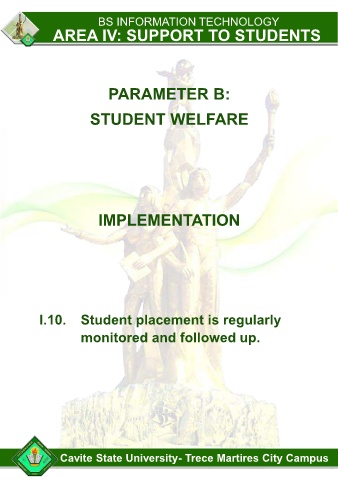 BS INFORMATION TECHNOLOGY
AREA IV: SUPPORT TO STUDENTS
PARAMETER B:
STUDENT WELFARE
IMPLEMENTATION
I.10. Student placement is regularly
monitored and followed up.
Cavite State University- Trece Martires City Campus